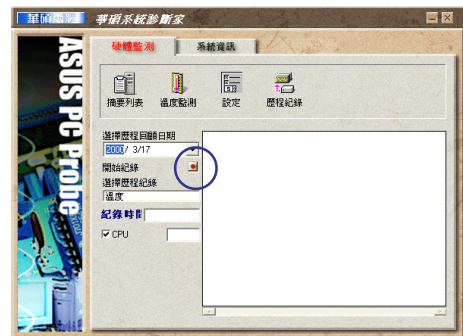 華碩電腦 華碩系統診斷家
硬體監測 系統資訊
摘要列表 溫度監測 設定 歷程紀錄
選擇歷程回顧日期
2000/ 3/17
開始紀錄
選擇歷程紀錄
溫度
紀錄時間
CPU
ASUS PC Probe